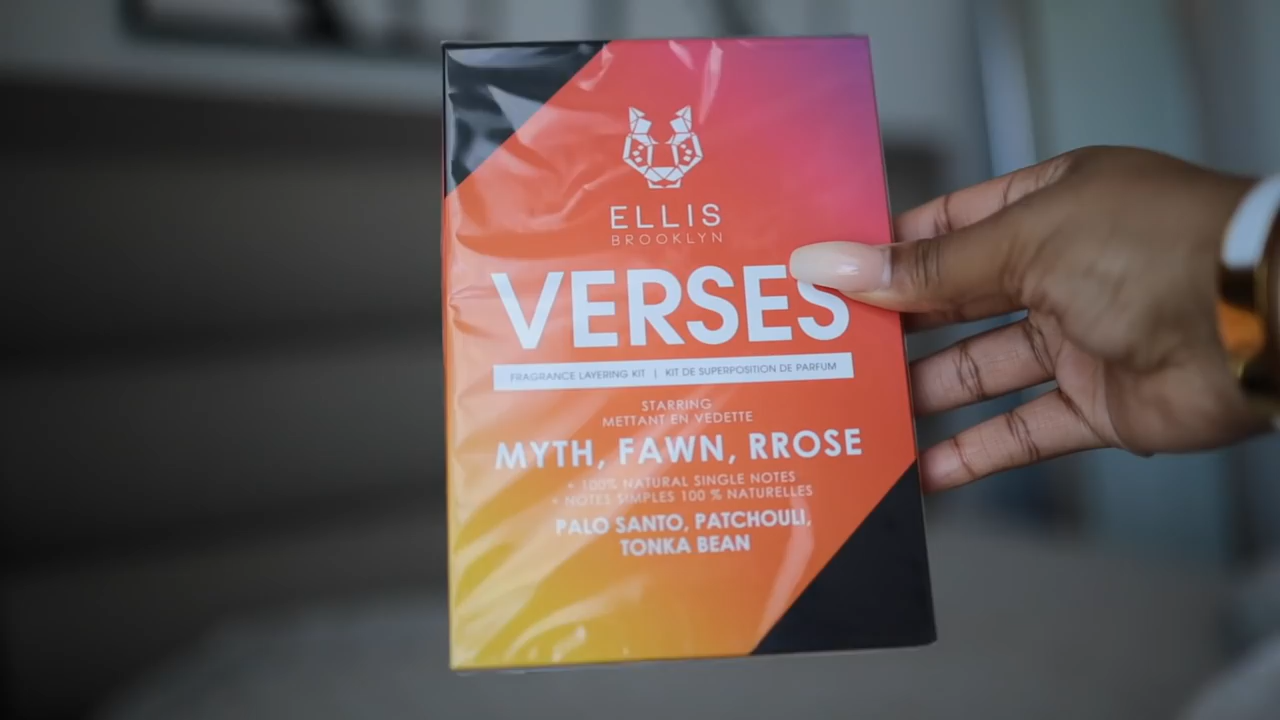 ELLIS
BROOKLYN
VERSES
FRAGRANCE LAYERING KIT | KIT DE SUPERPOSITION DE PARFUM
STARRING
METTANT EN VEDETTE
MYTH, FAWN, RROSE
+ 100% NATURAL SINGLE NOTES
+ NOTES SIMPLES 100 % NATURELLES
PALO SANTO, PATCHOULI,
TONKA BEAN